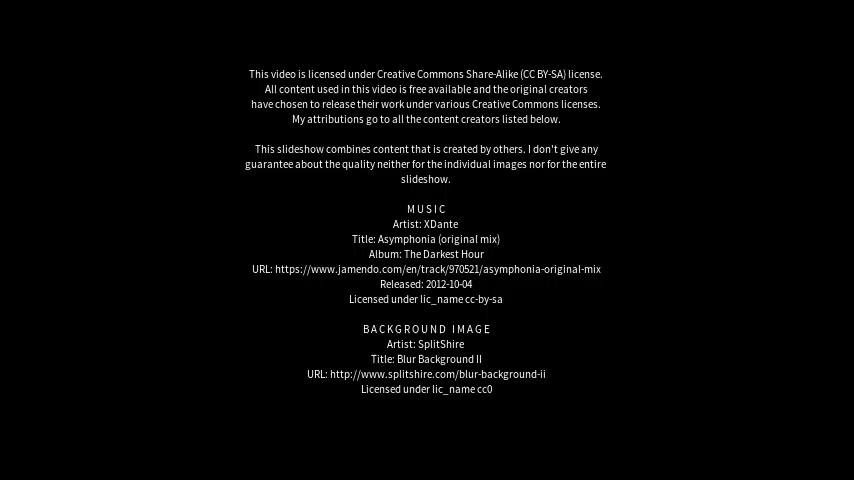 This video is licensed under Creative Commons Share-Alike (CC BY-SA) license.
All content used in this video is free available and the original creators
have chosen to release their work under various Creative Commons licenses.
My attributions go to all the content creators listed below.
This slideshow combines content that is created by others. I don't give any
guarantee about the quality neither for the individual images nor for the entire
slideshow.
MUSIC
Artist: XDante
Title: Asymphonia (original mix)
Album: The Darkest Hour
URL: https://www.jamendo.com/en/track/970521/asymphonia-original-mix
Released: 2012-10-04
Licensed under lic_name cc-by-sa
BACKGROUND IMAGE
Artist: SplitShire
Title: Blur Background II
URL: http://www.splitshire.com/blur-background-ii
Licensed under lic_name cc0